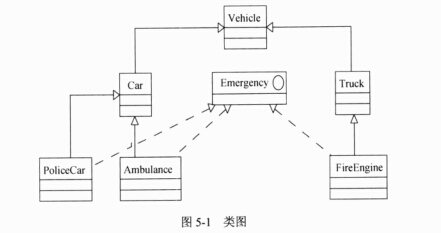 Vehicle
Car
Emergency
Truck
PoliceCar
Ambulance
FireEngine
图 5-1 类图